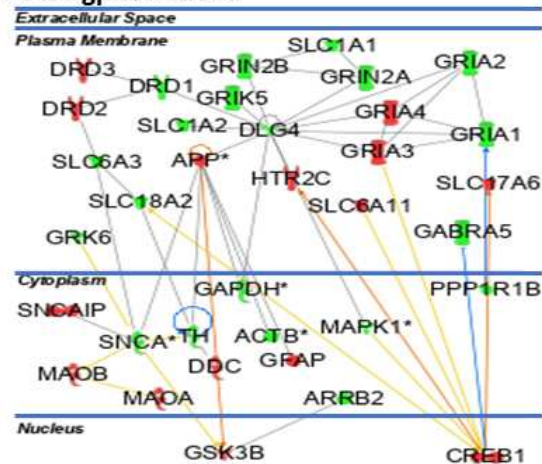 Extracellular Space
Plasma Membrane
SLC1A1
DRD3 GRIN2B GRIA2
DRD1 GRIN2A
DRD2 GRIK5 GRIA4
SLC1A2 DLG4 GRIA1
SLC6A3 APP* GRIA3
HTR2C SLC17A6
SLC18A2 SLC6A11
GRK6 GABRA5
Cytoplasm
GAPDH* PPP1R1B
SNCAIP
SNCA* TH ACTB* MAPK1*
MAOB DDC GFAP
MAOA ARRB2
Nucleus
GSK3B CREB1